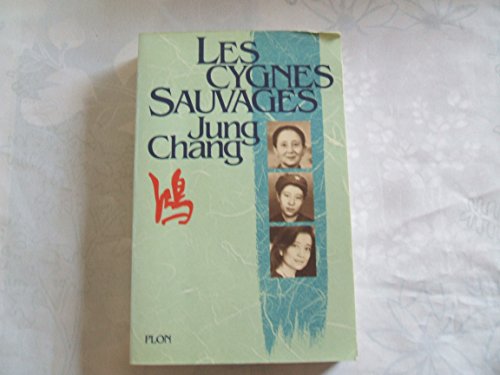 LES
CYGNES
SAUVAGES
Jung
Chang
鴻
PLON